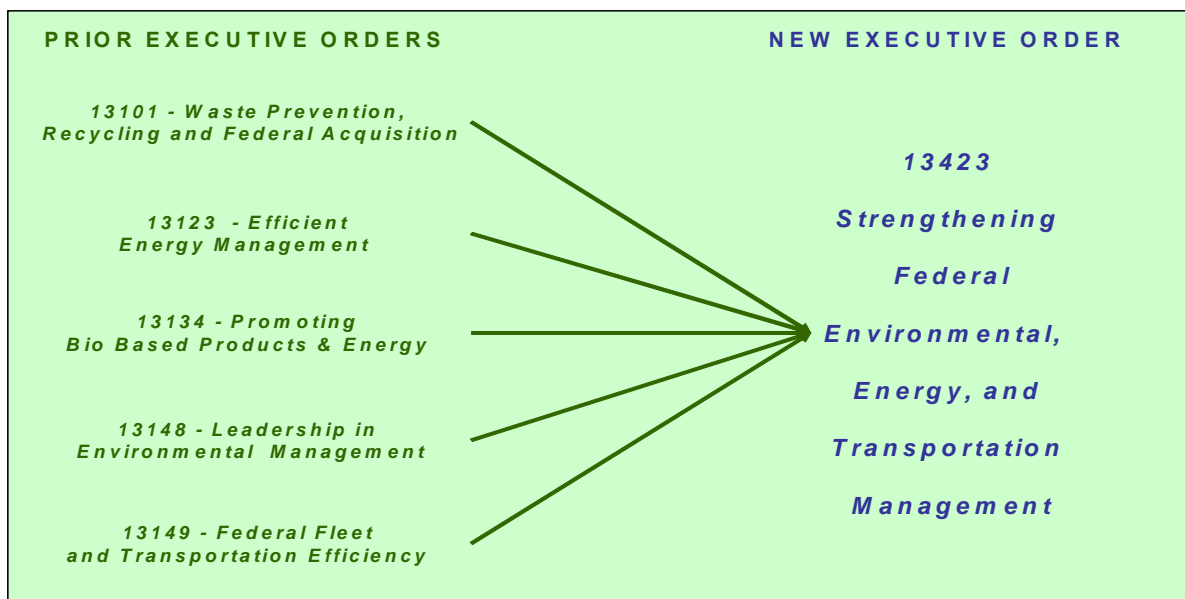 PRIOR EXECUTIVE ORDERS
13101 - Waste Prevention,
Recycling and Federal Acquisition
13123 - Efficient
Energy Management
13134 - Promoting
Bio Based Products & Energy
13148 - Leadership in
Environmental Management
13149 - Federal Fleet
and Transportation Efficiency
NEW EXECUTIVE ORDER
13423
Strengthening
Federal
Environmental,
Energy, and
Transportation
Management